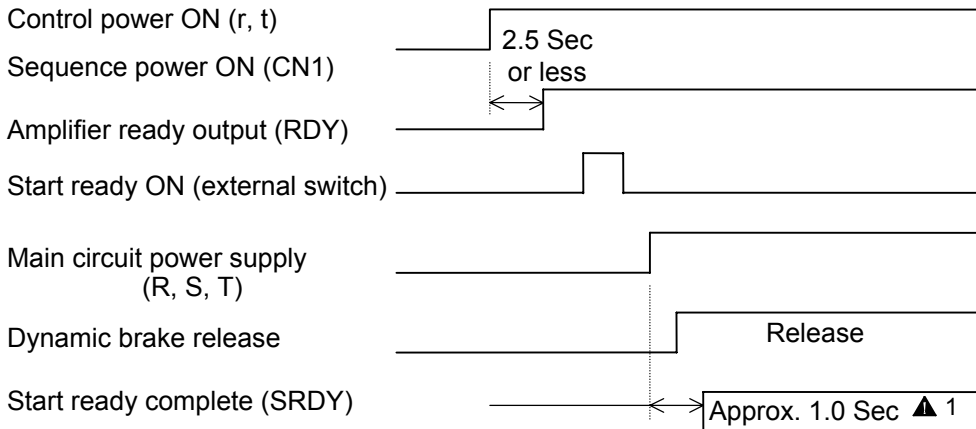 Control power ON (r, t)
2.5 Sec
or less
Sequence power ON (CN1)
Amplifier ready output (RDY)
Start ready ON (external switch)
Main circuit power supply
(R, S, T)
Dynamic brake release
Release
Start ready complete (SRDY)
Approx. 1.0 Sec ⚠ 1